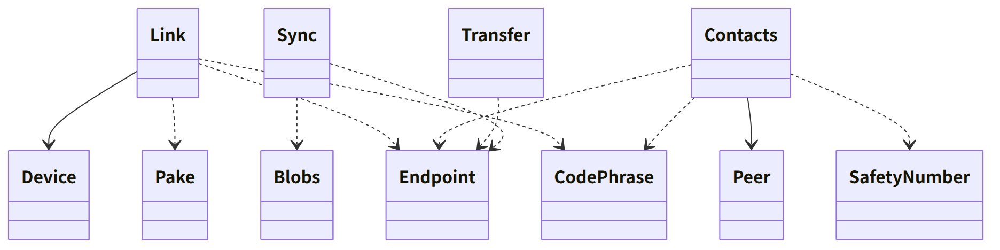 Link
Sync
Transfer
Contacts
Device
Pake
Blobs
Endpoint
CodePhrase
Peer
SafetyNumber